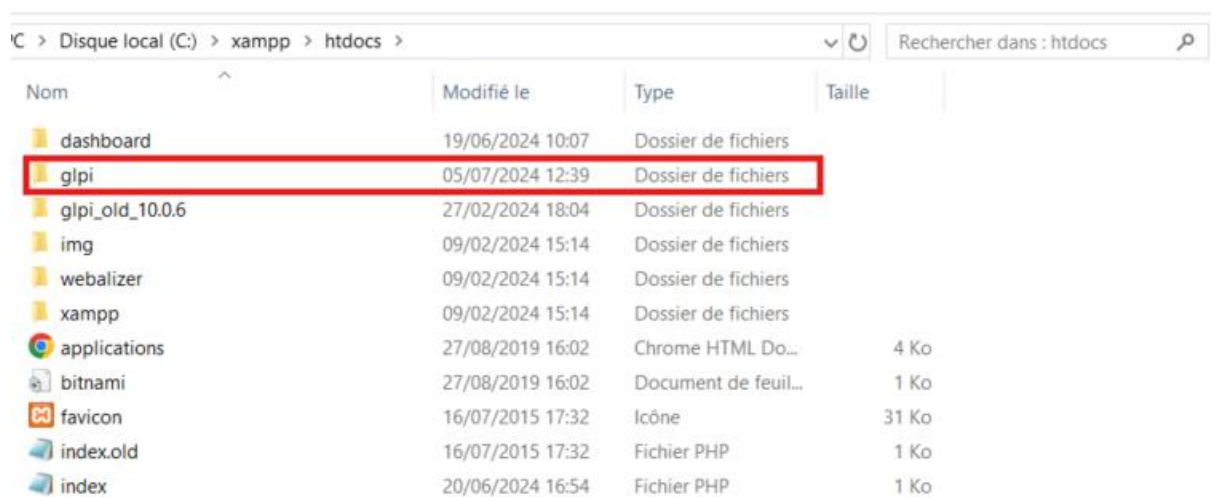 C > Disque local (C:) > xampp > htdocs > Rechercher dans : htdocs
Nom Modifié le Type Taille
dashboard 19/06/2024 10:07 Dossier de fichiers
glpi 05/07/2024 12:39 Dossier de fichiers
glpi_old_10.0.6 27/02/2024 18:04 Dossier de fichiers
img 09/02/2024 15:14 Dossier de fichiers
webalizer 09/02/2024 15:14 Dossier de fichiers
xampp 09/02/2024 15:14 Dossier de fichiers
applications 27/08/2019 16:02 Chrome HTML Do... 4 Ko
bitnami 27/08/2019 16:02 Document de feuil... 1 Ko
favicon 16/07/2015 17:32 Icône 31 Ko
index.old 16/07/2015 17:32 Fichier PHP 1 Ko
index 20/06/2024 16:54 Fichier PHP 1 Ko